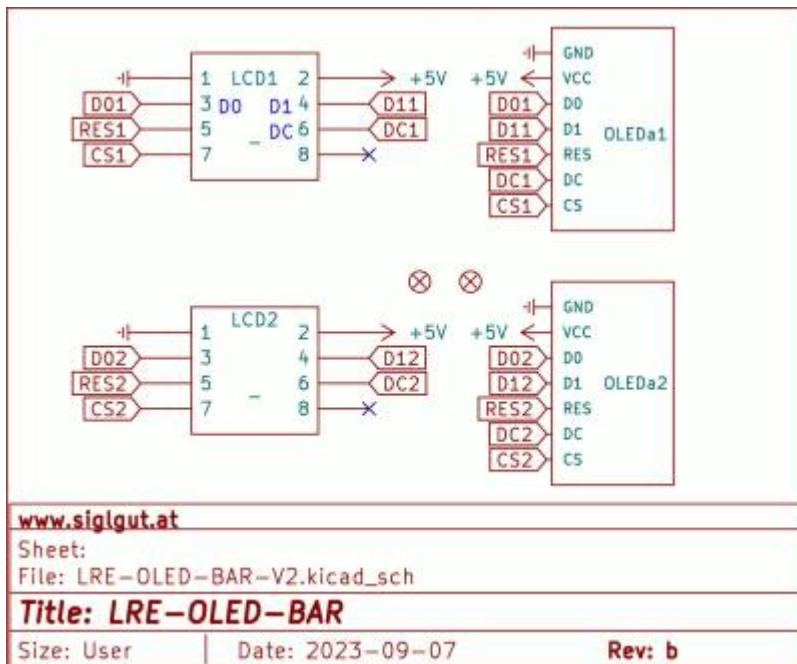 GND
1 LCD1 2 +5V +5V VCC
D01 3 D0 D1 4 D11 D01 D0
RES1 5 DC 6 DC1 D11 D1 OLEDa1
CS1 7 _ 8 RES1 RES
DC1 DC
CS1 CS
GND
1 LCD2 2 +5V +5V VCC
D02 3 4 D12 D02 D0
RES2 5 6 DC2 D12 D1 OLEDa2
CS2 7 _ 8 RES2 RES
DC2 DC
CS2 CS
www.siglgut.at
Sheet:
File: LRE-OLED-BAR-V2.kicad_sch
Title: LRE-OLED-BAR
Size: User Date: 2023-09-07 Rev: b